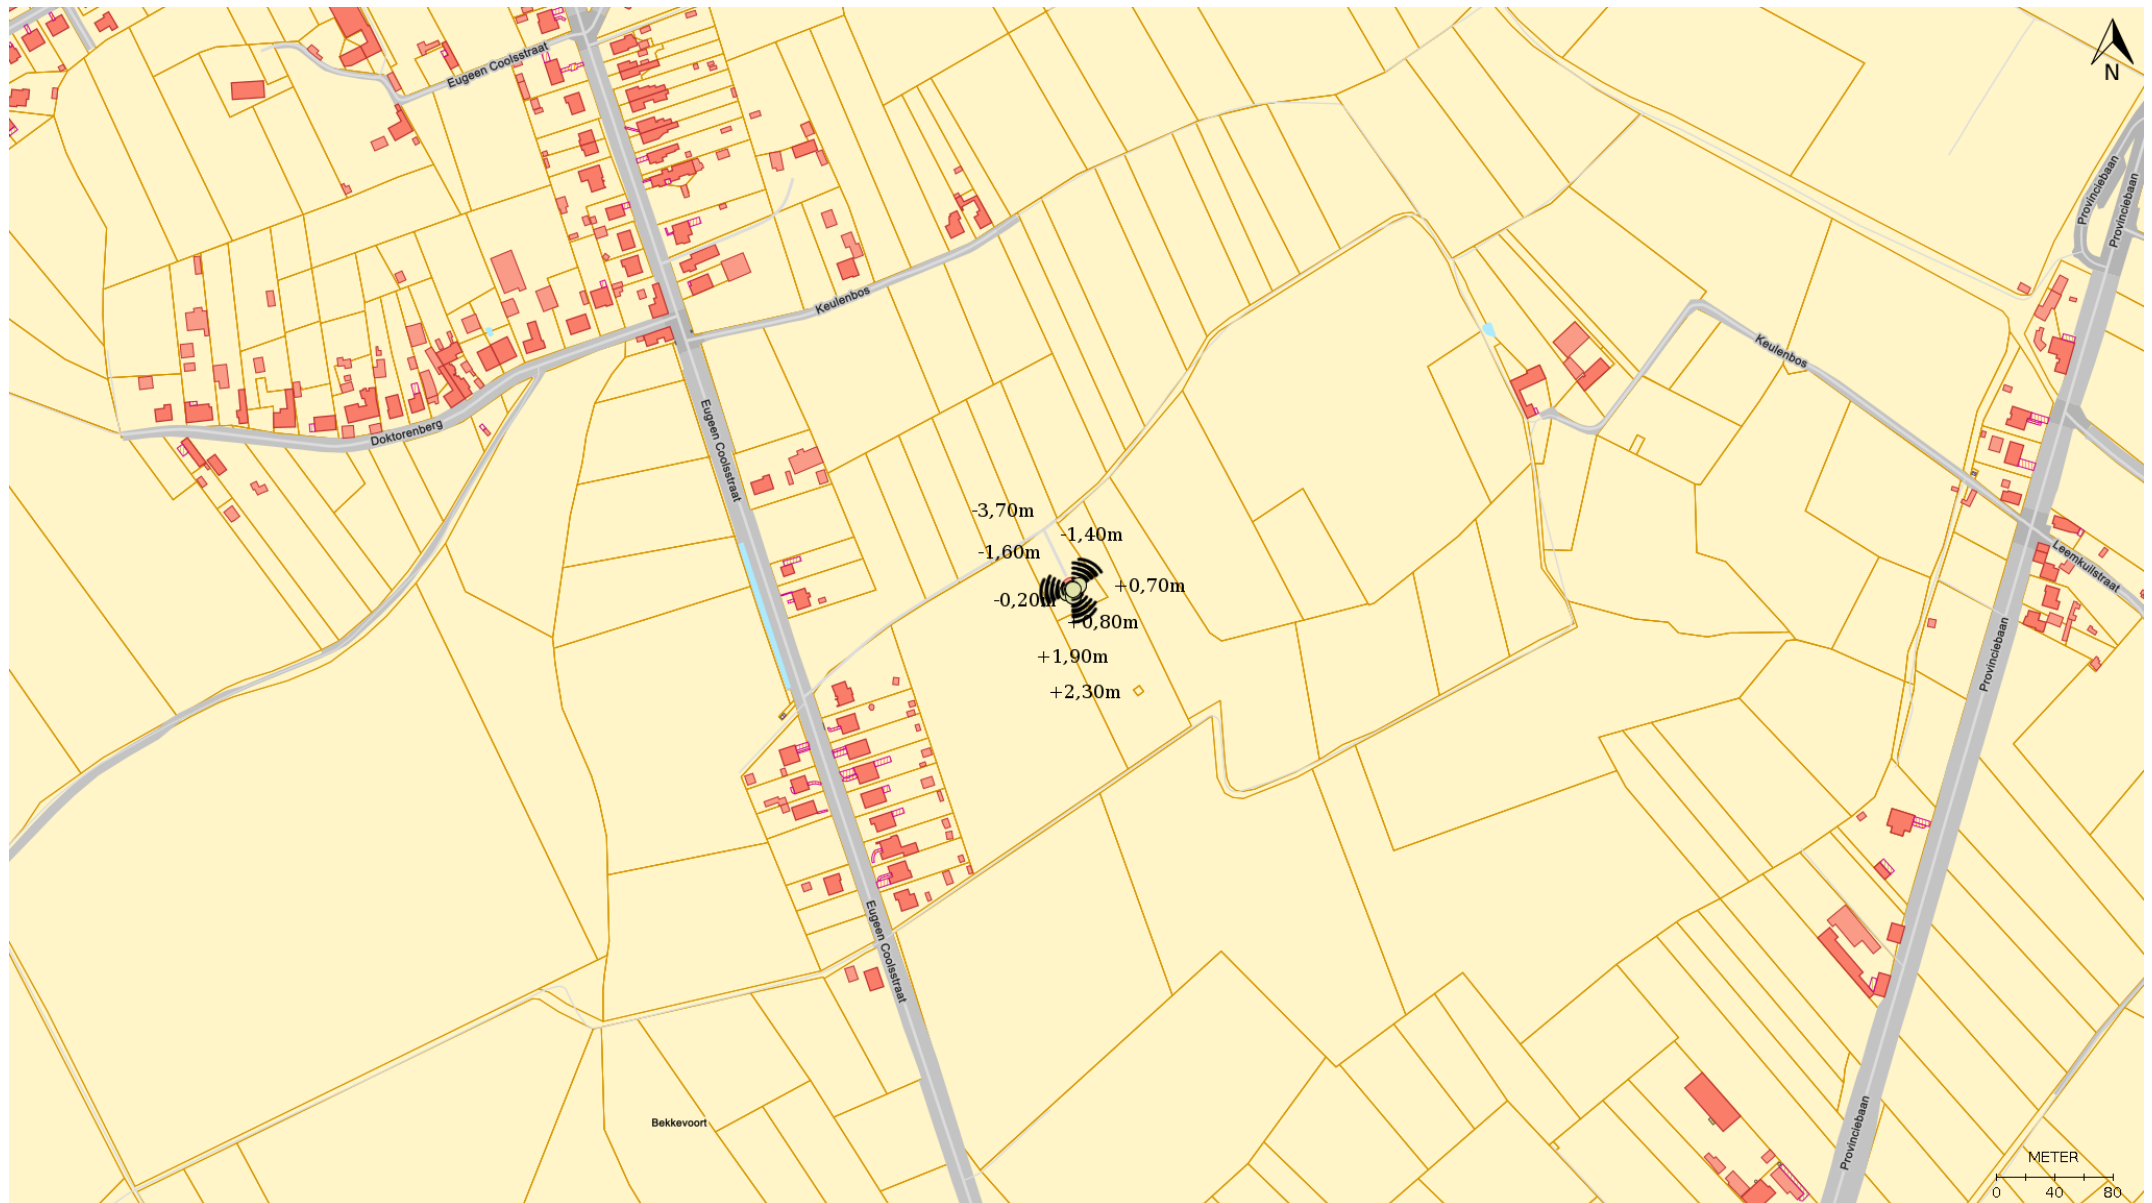 Eugeen Coolsstraat
N
Provinciebaan
Provinciebaan
Keulenbos
Keulenbos
Doktorenberg
Eugeen Coolsstraat
-3,70m
-1,40m
-1,60m
+0,70m
-0,20m
+0,80m
+1,90m
+2,30m
Leemkuilstraat
Provinciebaan
Eugeen Coolsstraat
Bekkevoort
Provinciebaan
METER
0 40 80